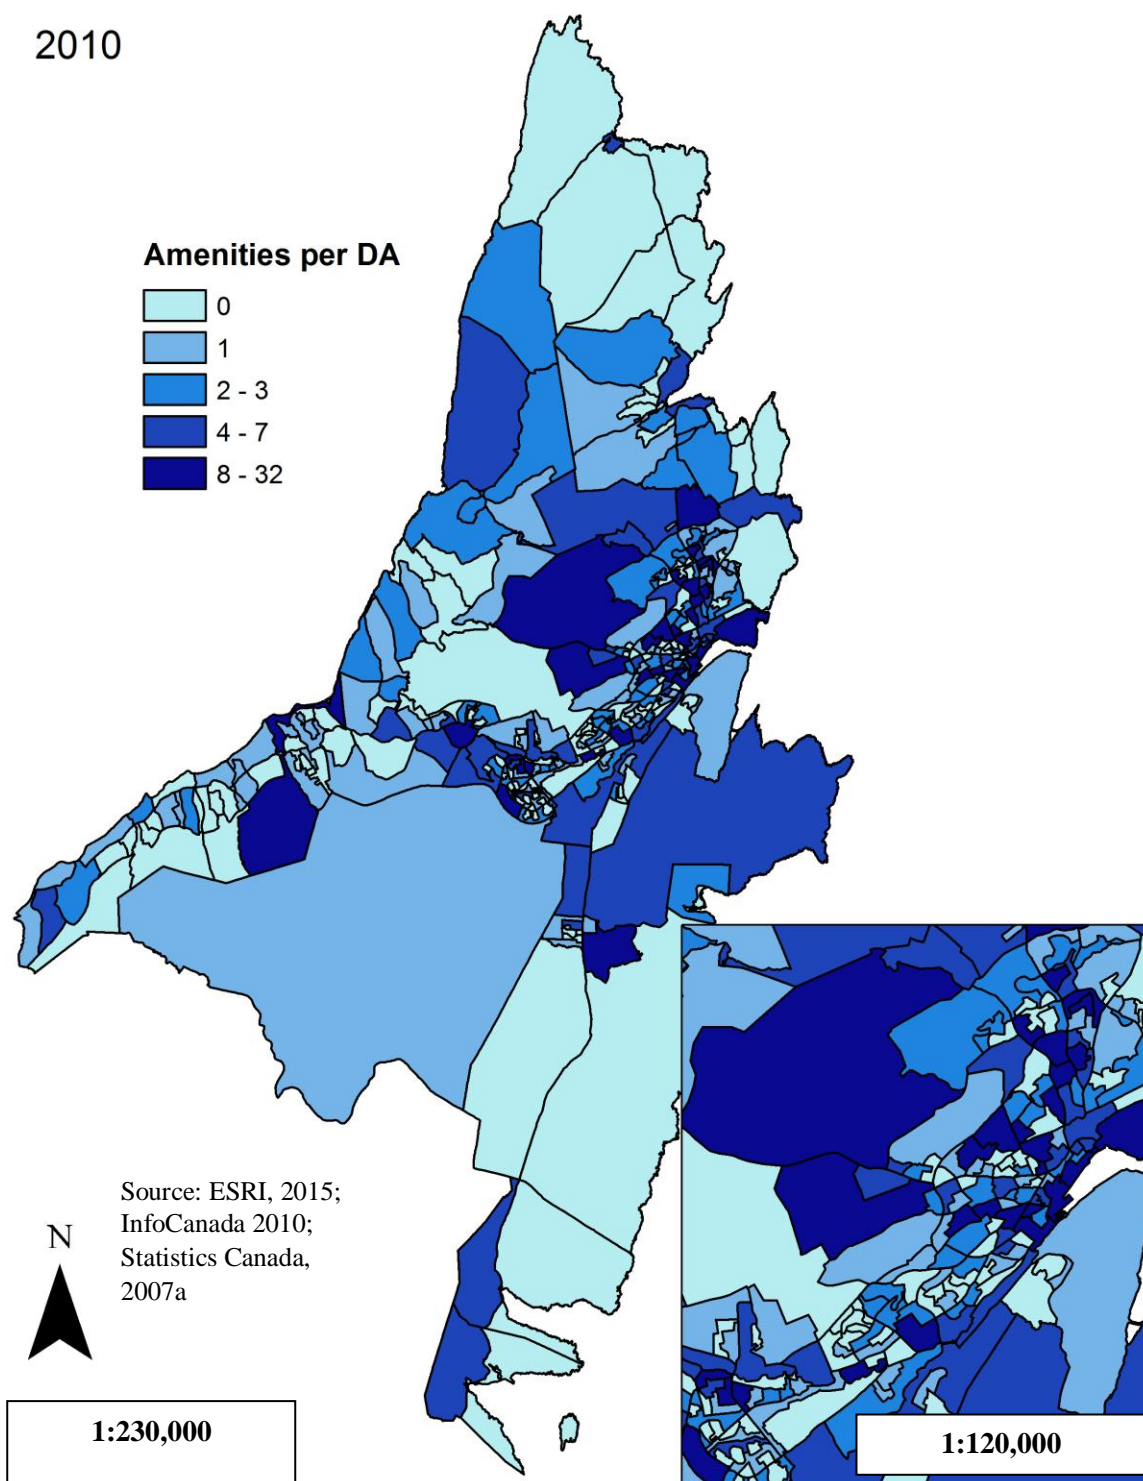 2010
Amenities per DA
0
1
2 - 3
4 - 7
8 - 32
Source: ESRI, 2015;
InfoCanada 2010;
Statistics Canada,
2007a
N
1:230,000
1:120,000